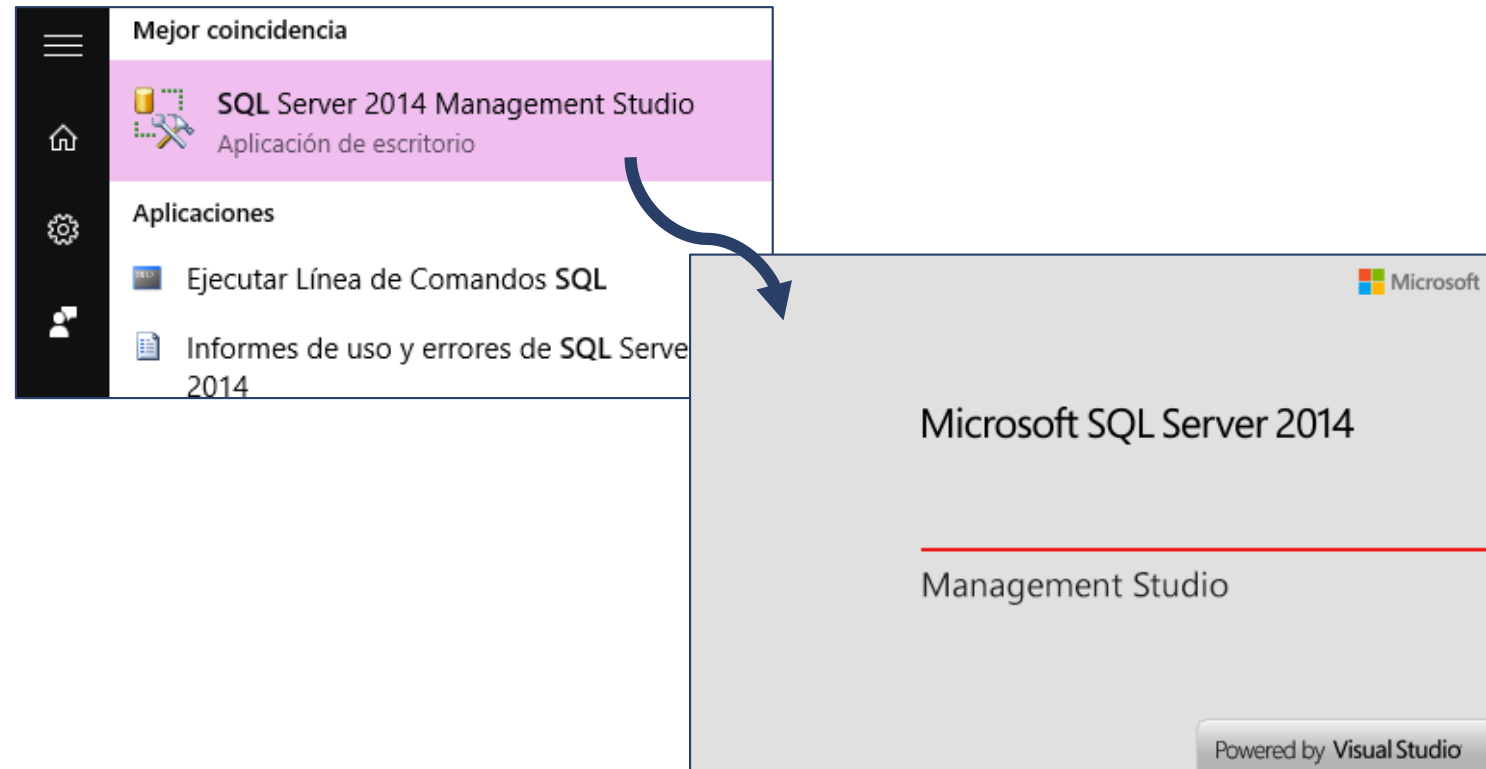 Mejor coincidencia
SQL Server 2014 Management Studio
Aplicación de escritorio
Aplicaciones
Ejecutar Línea de Comandos SQL
Informes de uso y errores de SQL Serve
2014
Microsoft
Microsoft SQL Server 2014
Management Studio
Powered by Visual Studio